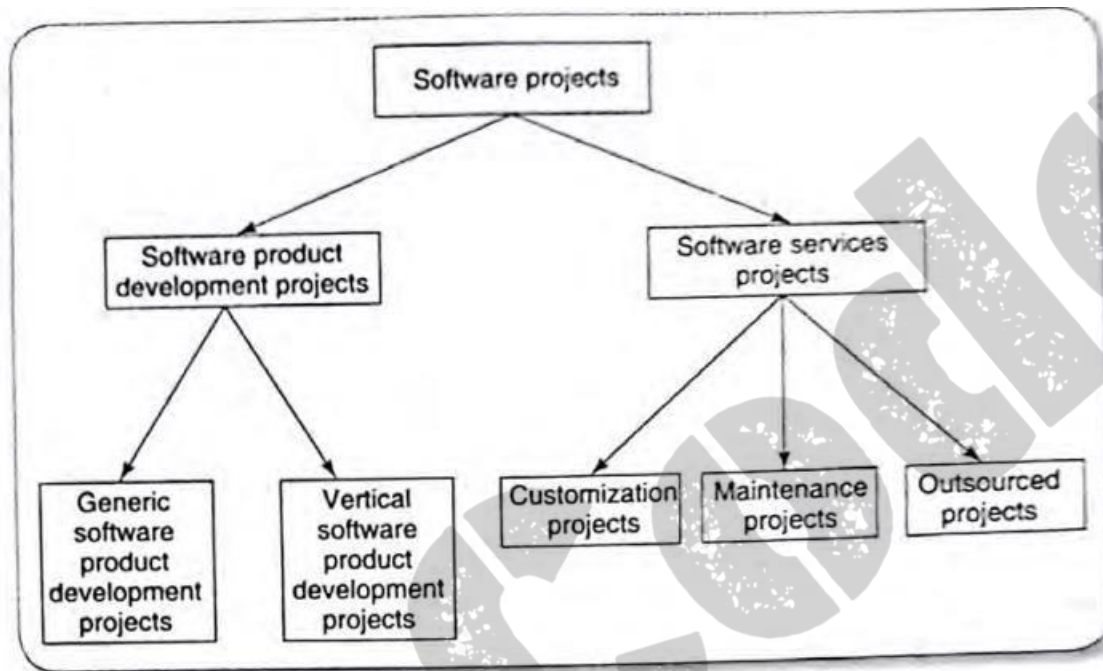 Software projects
Software product
development projects
Software services
projects
Generic
software
product
development
projects
Vertical
software
product
development
projects
Customization
projects
Maintenance
projects
Outsourced
projects